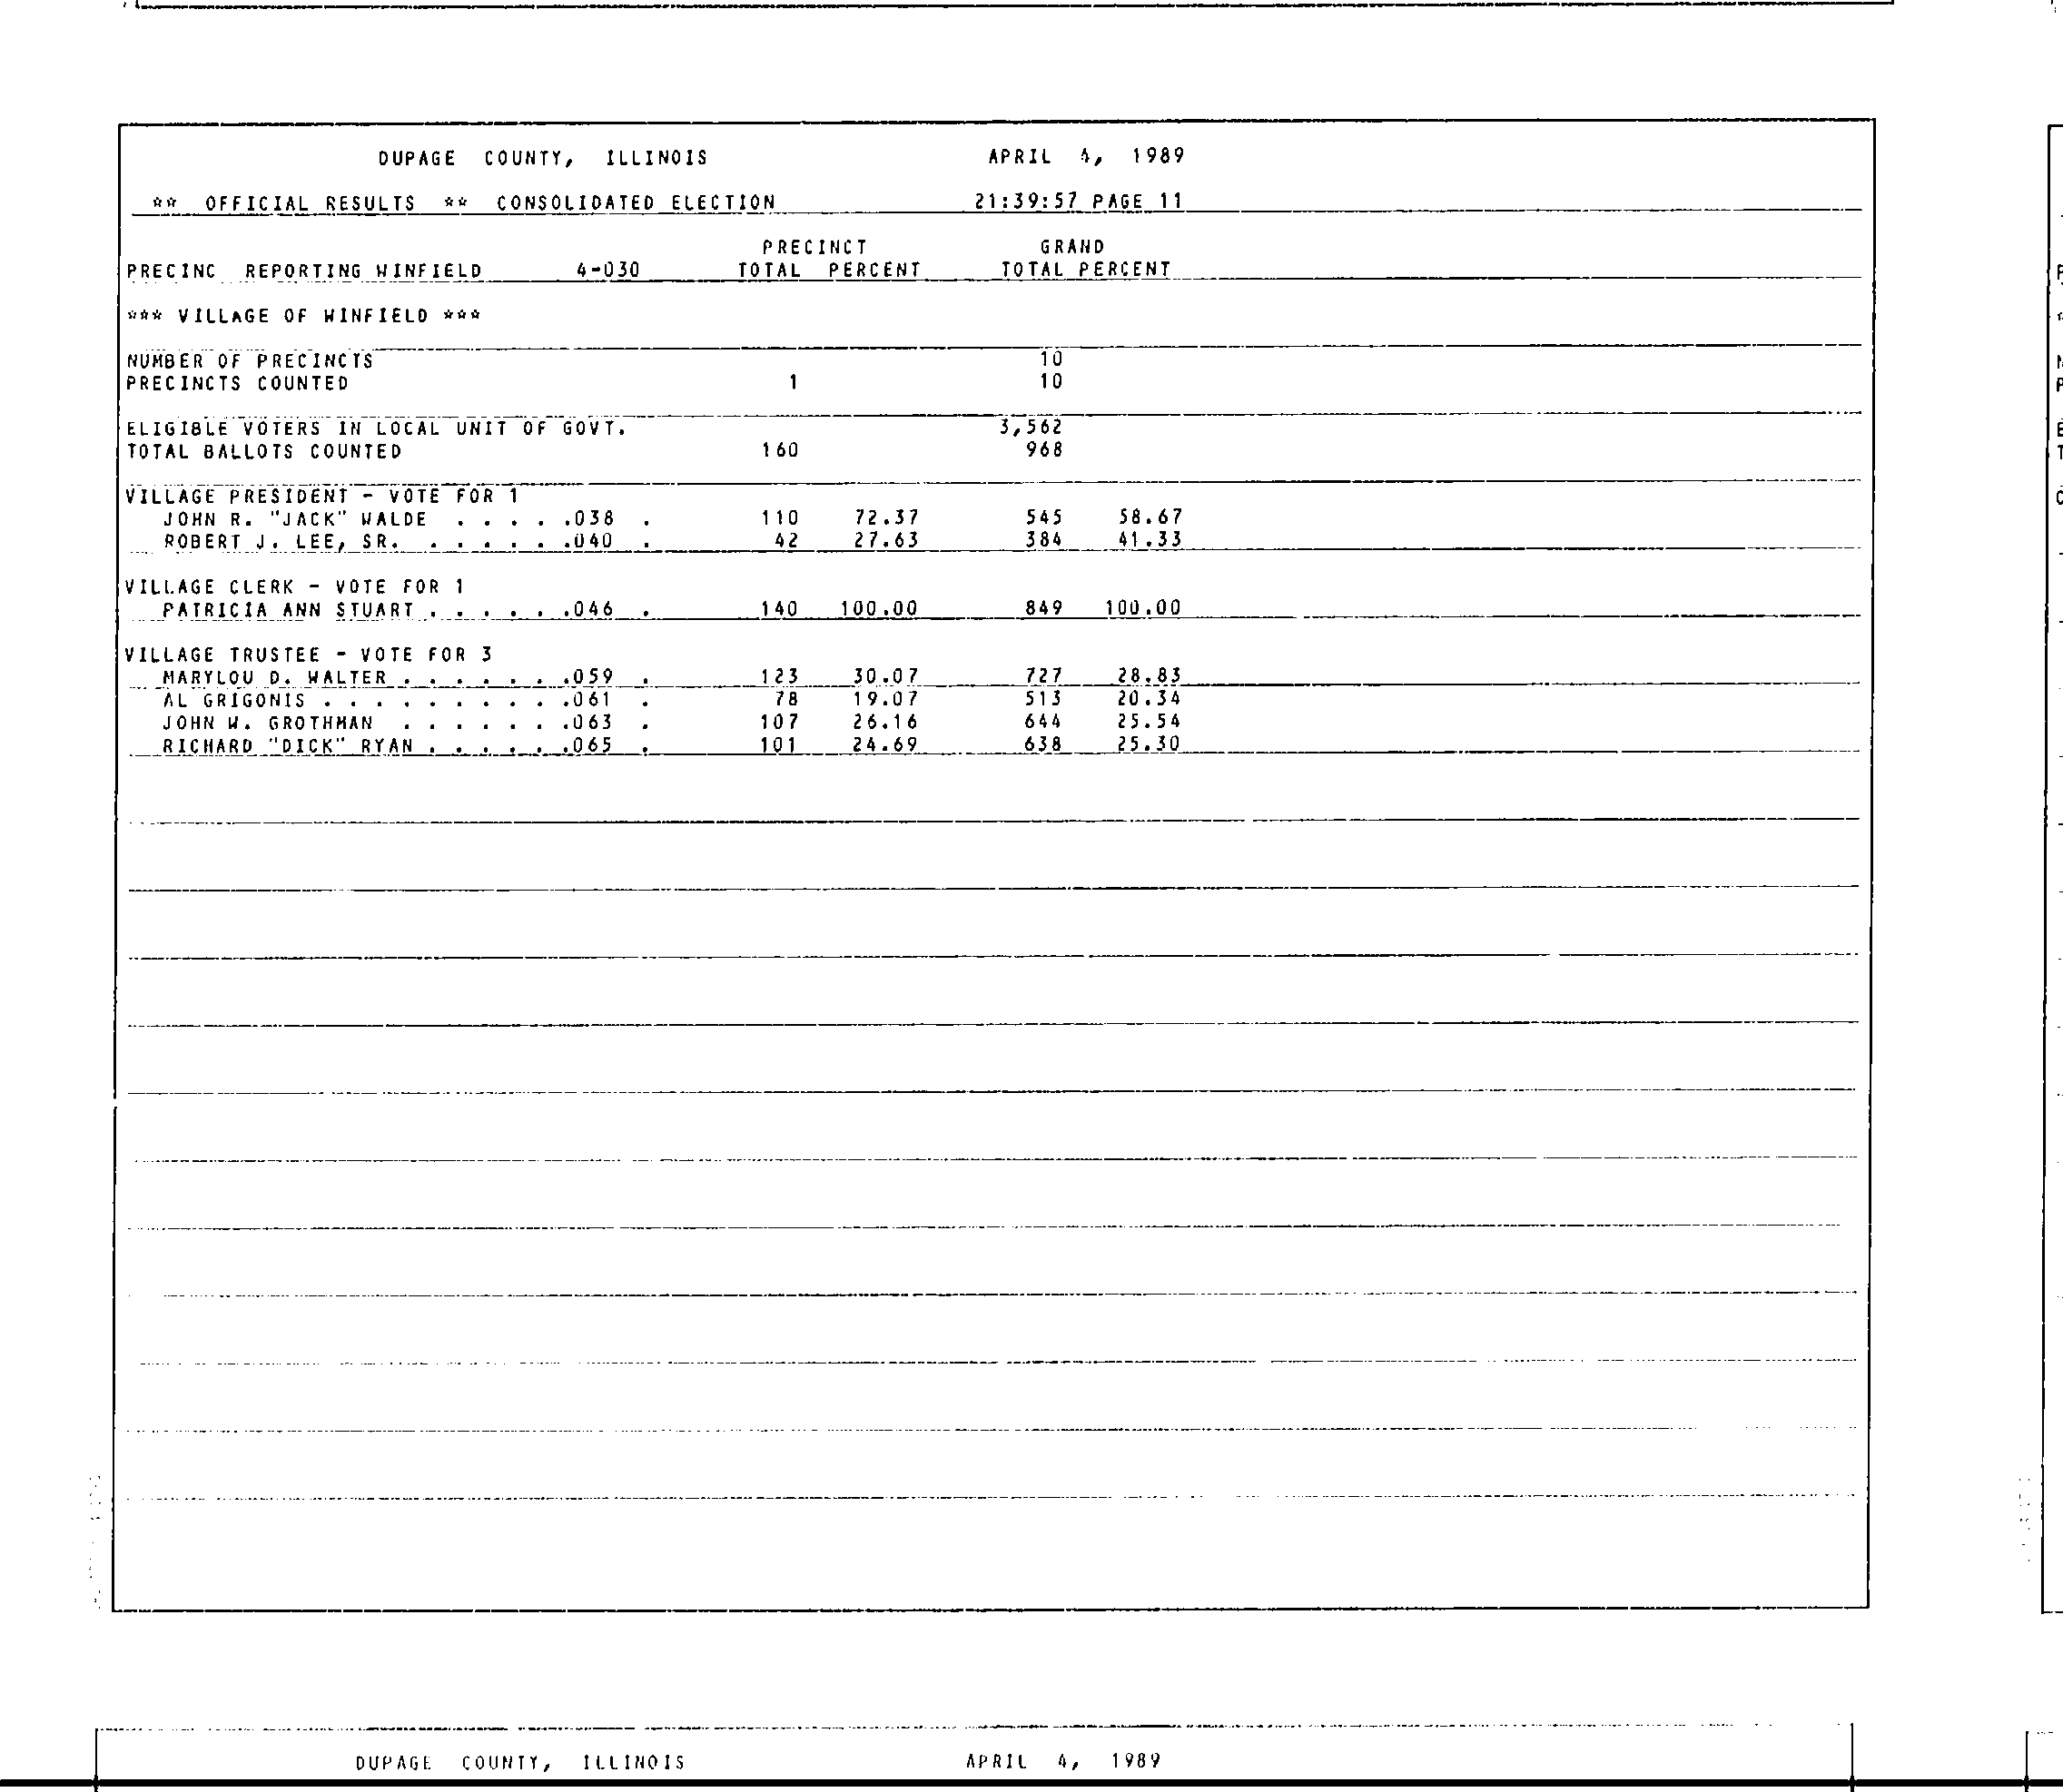 DUPAGE COUNTY, ILLINOIS APRIL 4, 1989
** OFFICIAL RESULTS ** CONSOLIDATED ELECTION 21:39:57 PAGE 11
PRECINCT GRAND
PRECINC REPORTING WINFIELD 4-030 TOTAL PERCENT TOTAL PERCENT
*** VILLAGE OF WINFIELD ***
NUMBER OF PRECINCTS 10
PRECINCTS COUNTED 1 10
ELIGIBLE VOTERS IN LOCAL UNIT OF GOVT. 3,562
TOTAL BALLOTS COUNTED 160 968
VILLAGE PRESIDENT - VOTE FOR 1
JOHN R. "JACK" WALDE . . . . .038 . 110 72.37 545 58.67
ROBERT J. LEE, SR. . . . . . .040 . 42 27.63 384 41.33
VILLAGE CLERK - VOTE FOR 1
PATRICIA ANN STUART . . . . . .046 . 140 100.00 849 100.00
VILLAGE TRUSTEE - VOTE FOR 3
MARYLOU D. WALTER . . . . . . .059 . 123 30.07 727 28.83
AL GRIGONIS . . . . . . . . . .061 . 78 19.07 513 20.34
JOHN W. GROTHMAN . . . . . . .063 . 107 26.16 644 25.54
RICHARD "DICK" RYAN . . . . . .065 . 101 24.69 638 25.30
DUPAGE COUNTY, ILLINOIS APRIL 4, 1989